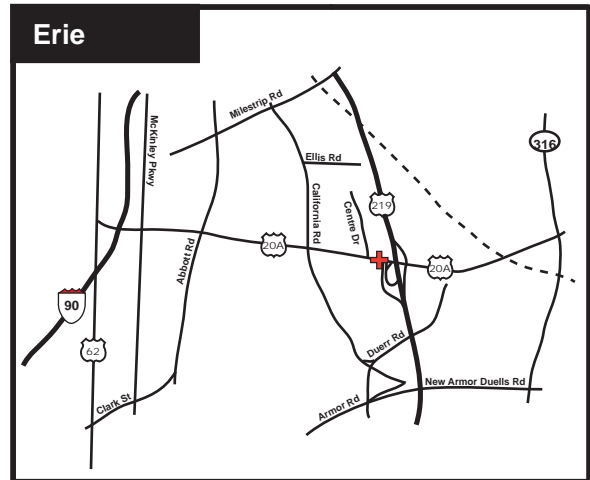 Erie
Milestrip Rd
McKinley Pkwy
316
Ellis Rd
California Rd
Centre Dr
219
Abbott Rd
20A
20A
90
62
Duerr Rd
New Armor Duells Rd
Clark St
Armor Rd